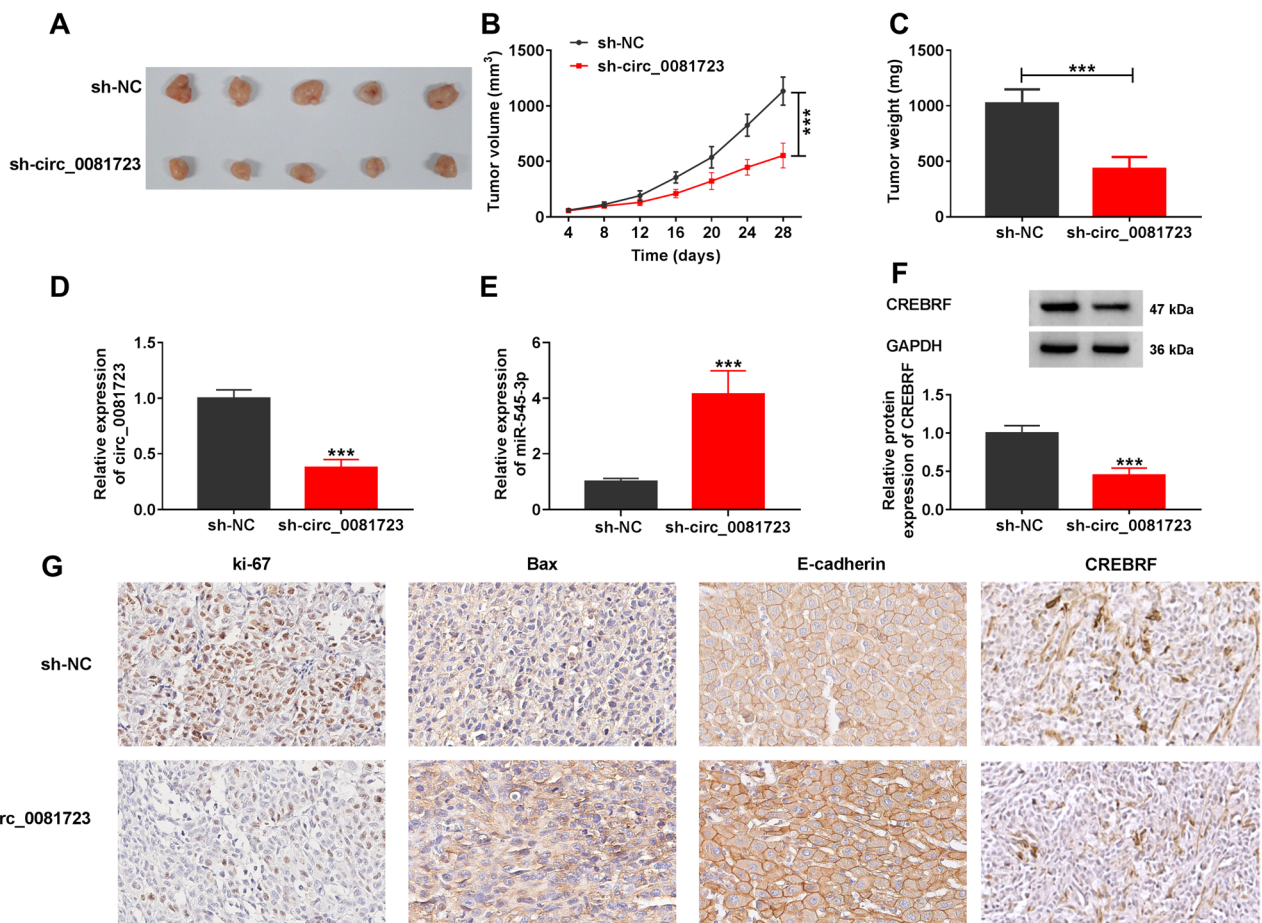 A
sh-NC
sh-circ_0081723
B
sh-NC
sh-circ_0081723
Tumor volume (mm³)
1500
1000
500
0
4 8 12 16 20 24 28
Time (days)
***
C
Tumor weight (mg)
1500
1000
500
0
***
sh-NC sh-circ_0081723
D
Relative expression
of circ_0081723
1.5
1.0
0.5
0.0
***
sh-NC sh-circ_0081723
E
Relative expression
of miR-545-3p
6
4
2
0
***
sh-NC sh-circ_0081723
F
CREBRF
47 kDa
GAPDH
36 kDa
Relative protein
expression of CREBRF
1.5
1.0
0.5
0.0
***
sh-NC sh-circ_0081723
G
ki-67 Bax E-cadherin CREBRF
sh-NC
rc_0081723